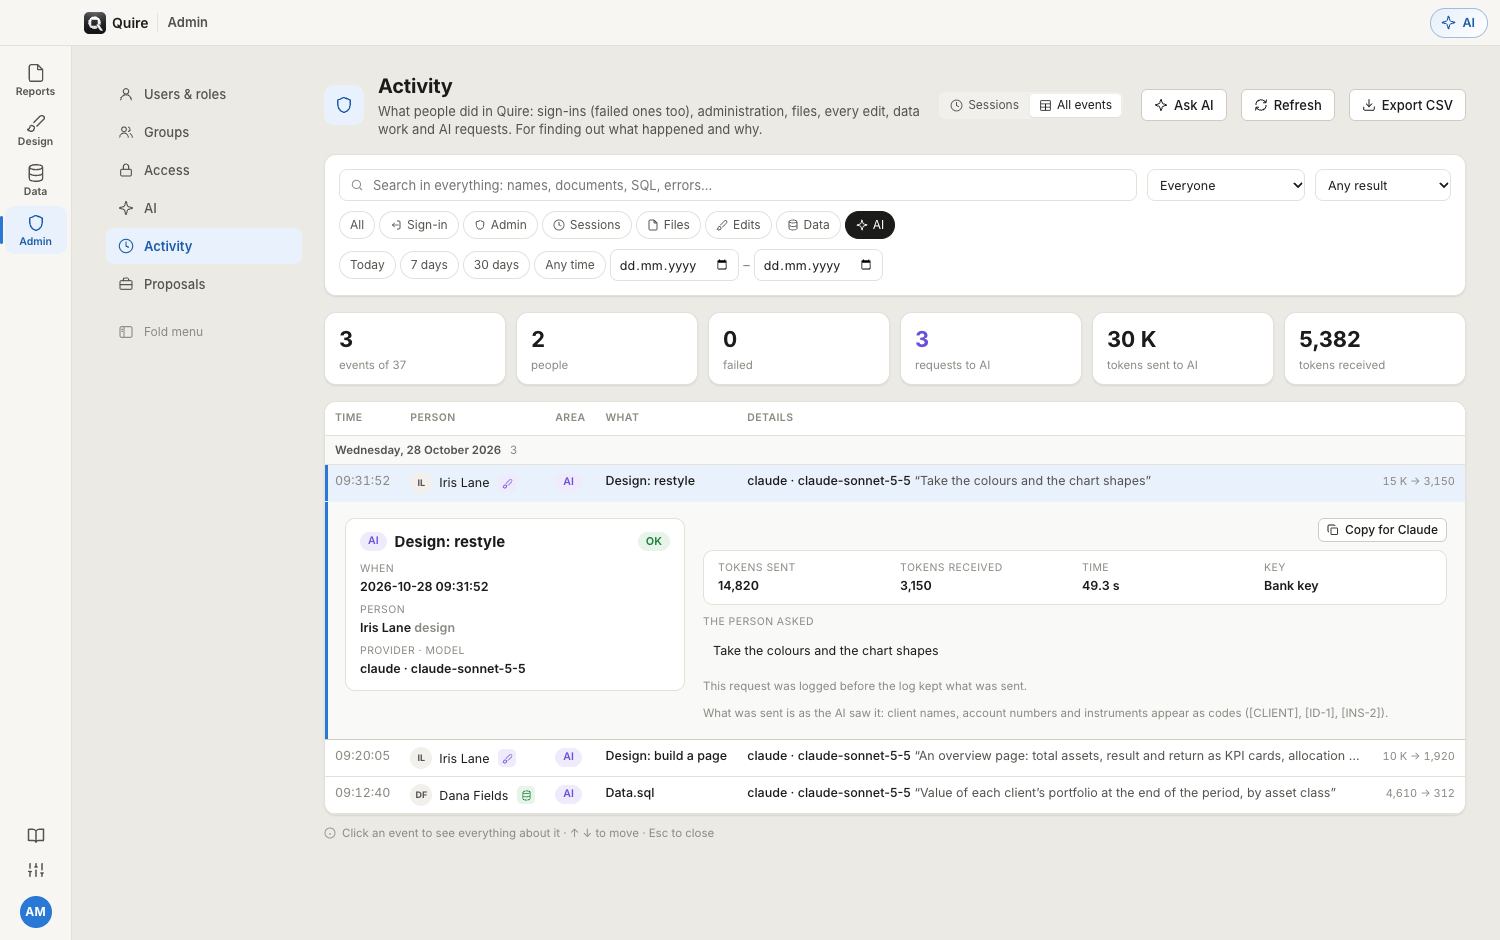 Quire
Admin
AI
Reports
Design
Data
Admin
Users & roles
Groups
Access
AI
Activity
Proposals
Fold menu
AM
Activity
What people did in Quire: sign-ins (failed ones too), administration, files, every edit, data
work and AI requests. For finding out what happened and why.
Sessions
All events
Ask AI
Refresh
Export CSV
Search in everything: names, documents, SQL, errors...
Everyone
Any result
All
Sign-in
Admin
Sessions
Files
Edits
Data
AI
Today
7 days
30 days
Any time
dd.mm.yyyy
–
dd.mm.yyyy
3
events of 37
2
people
0
failed
3
requests to AI
30 K
tokens sent to AI
5,382
tokens received
TIME PERSON AREA WHAT DETAILS
Wednesday, 28 October 2026 3
09:31:52 IL Iris Lane AI Design: restyle claude · claude-sonnet-5-5 “Take the colours and the chart shapes” 15 K → 3,150
AI Design: restyle OK
WHEN
2026-10-28 09:31:52
PERSON
Iris Lane design
PROVIDER · MODEL
claude · claude-sonnet-5-5
Copy for Claude
TOKENS SENT TOKENS RECEIVED TIME KEY
14,820 3,150 49.3 s Bank key
THE PERSON ASKED
Take the colours and the chart shapes
This request was logged before the log kept what was sent.
What was sent is as the AI saw it: client names, account numbers and instruments appear as codes ([CLIENT], [ID-1], [INS-2]).
09:20:05 IL Iris Lane AI Design: build a page claude · claude-sonnet-5-5 “An overview page: total assets, result and return as KPI cards, allocation ... 10 K → 1,920
09:12:40 DF Dana Fields AI Data.sql claude · claude-sonnet-5-5 “Value of each client’s portfolio at the end of the period, by asset class” 4,610 → 312
Click an event to see everything about it · ↑ ↓ to move · Esc to close